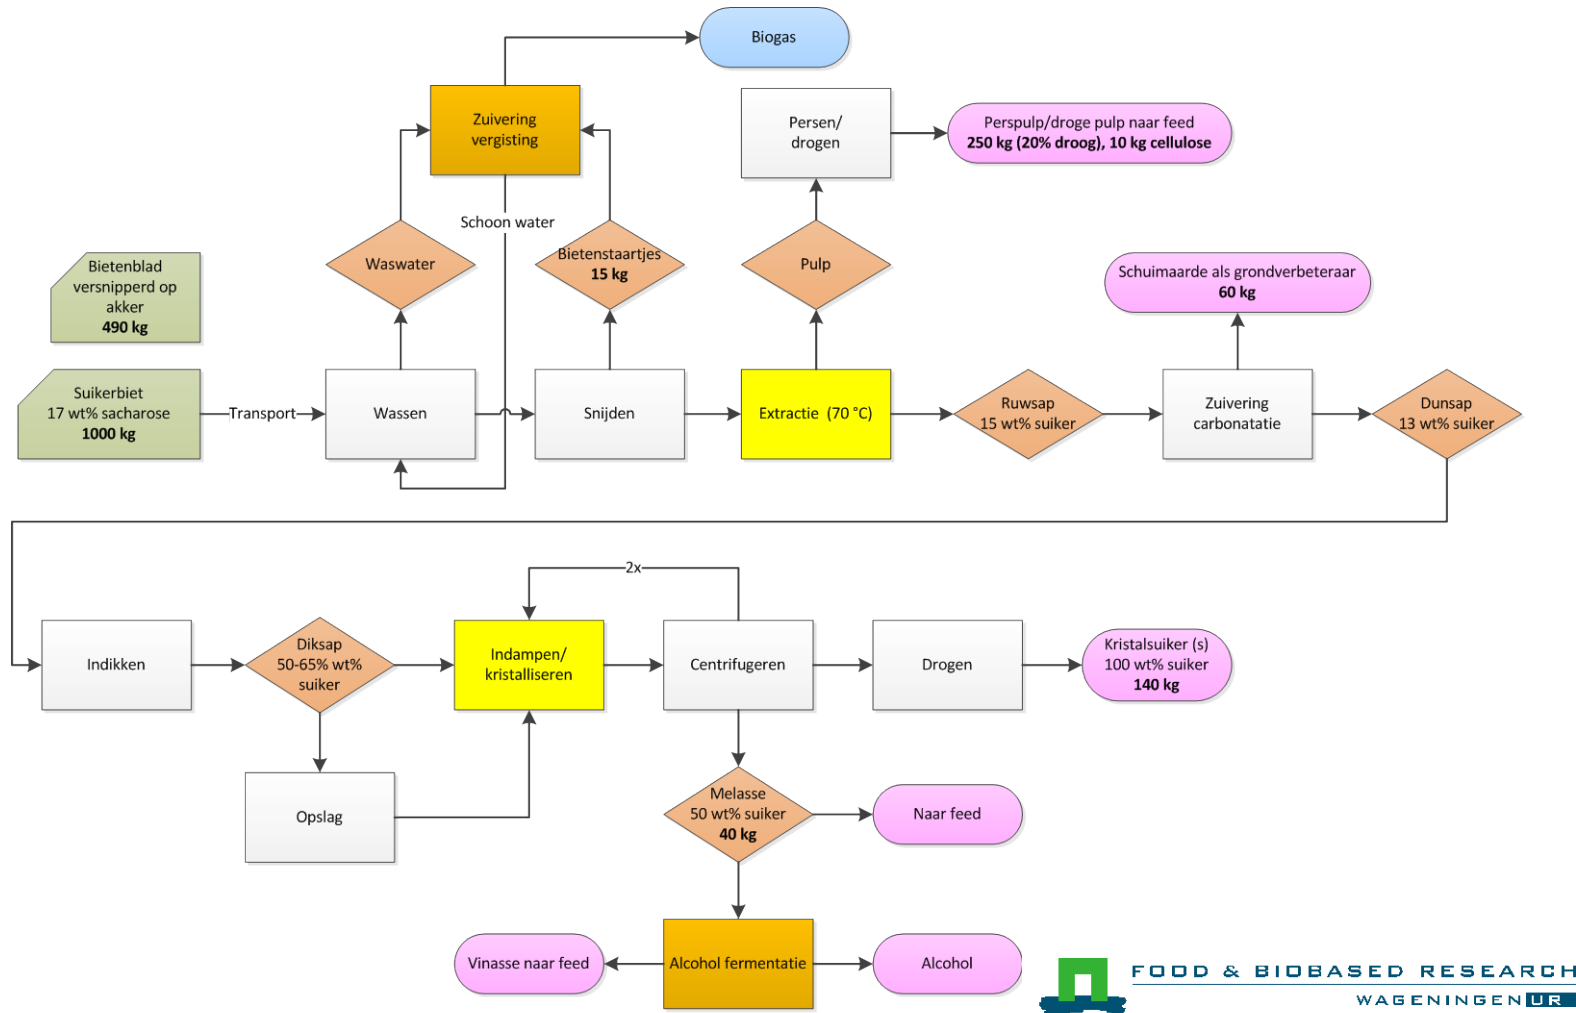 Biogas
Zuivering
vergisting
Persen/
drogen
Perspulp/droge pulp naar feed
250 kg (20% droog), 10 kg cellulose
Schoon water
Waswater
Bietenstaartjes
15 kg
Pulp
Bietenblad
versnipperd op
akker
490 kg
Schuimaarde als grondverbeteraar
60 kg
Suikerbiet
17 wt% sacharose
1000 kg
Transport
Wassen
Snijden
Extractie (70 °C)
Ruwsap
15 wt% suiker
Zuivering
carbonatatie
Dunsap
13 wt% suiker
2x
Indikken
Diksap
50-65% wt%
suiker
Indampen/
kristalliseren
Centrifugeren
Drogen
Kristalsuiker (s)
100 wt% suiker
140 kg
Opslag
Melasse
50 wt% suiker
40 kg
Naar feed
Vinasse naar feed
Alcohol fermentatie
Alcohol
FOOD & BIOBASED RESEARCH
WAGENINGEN UR